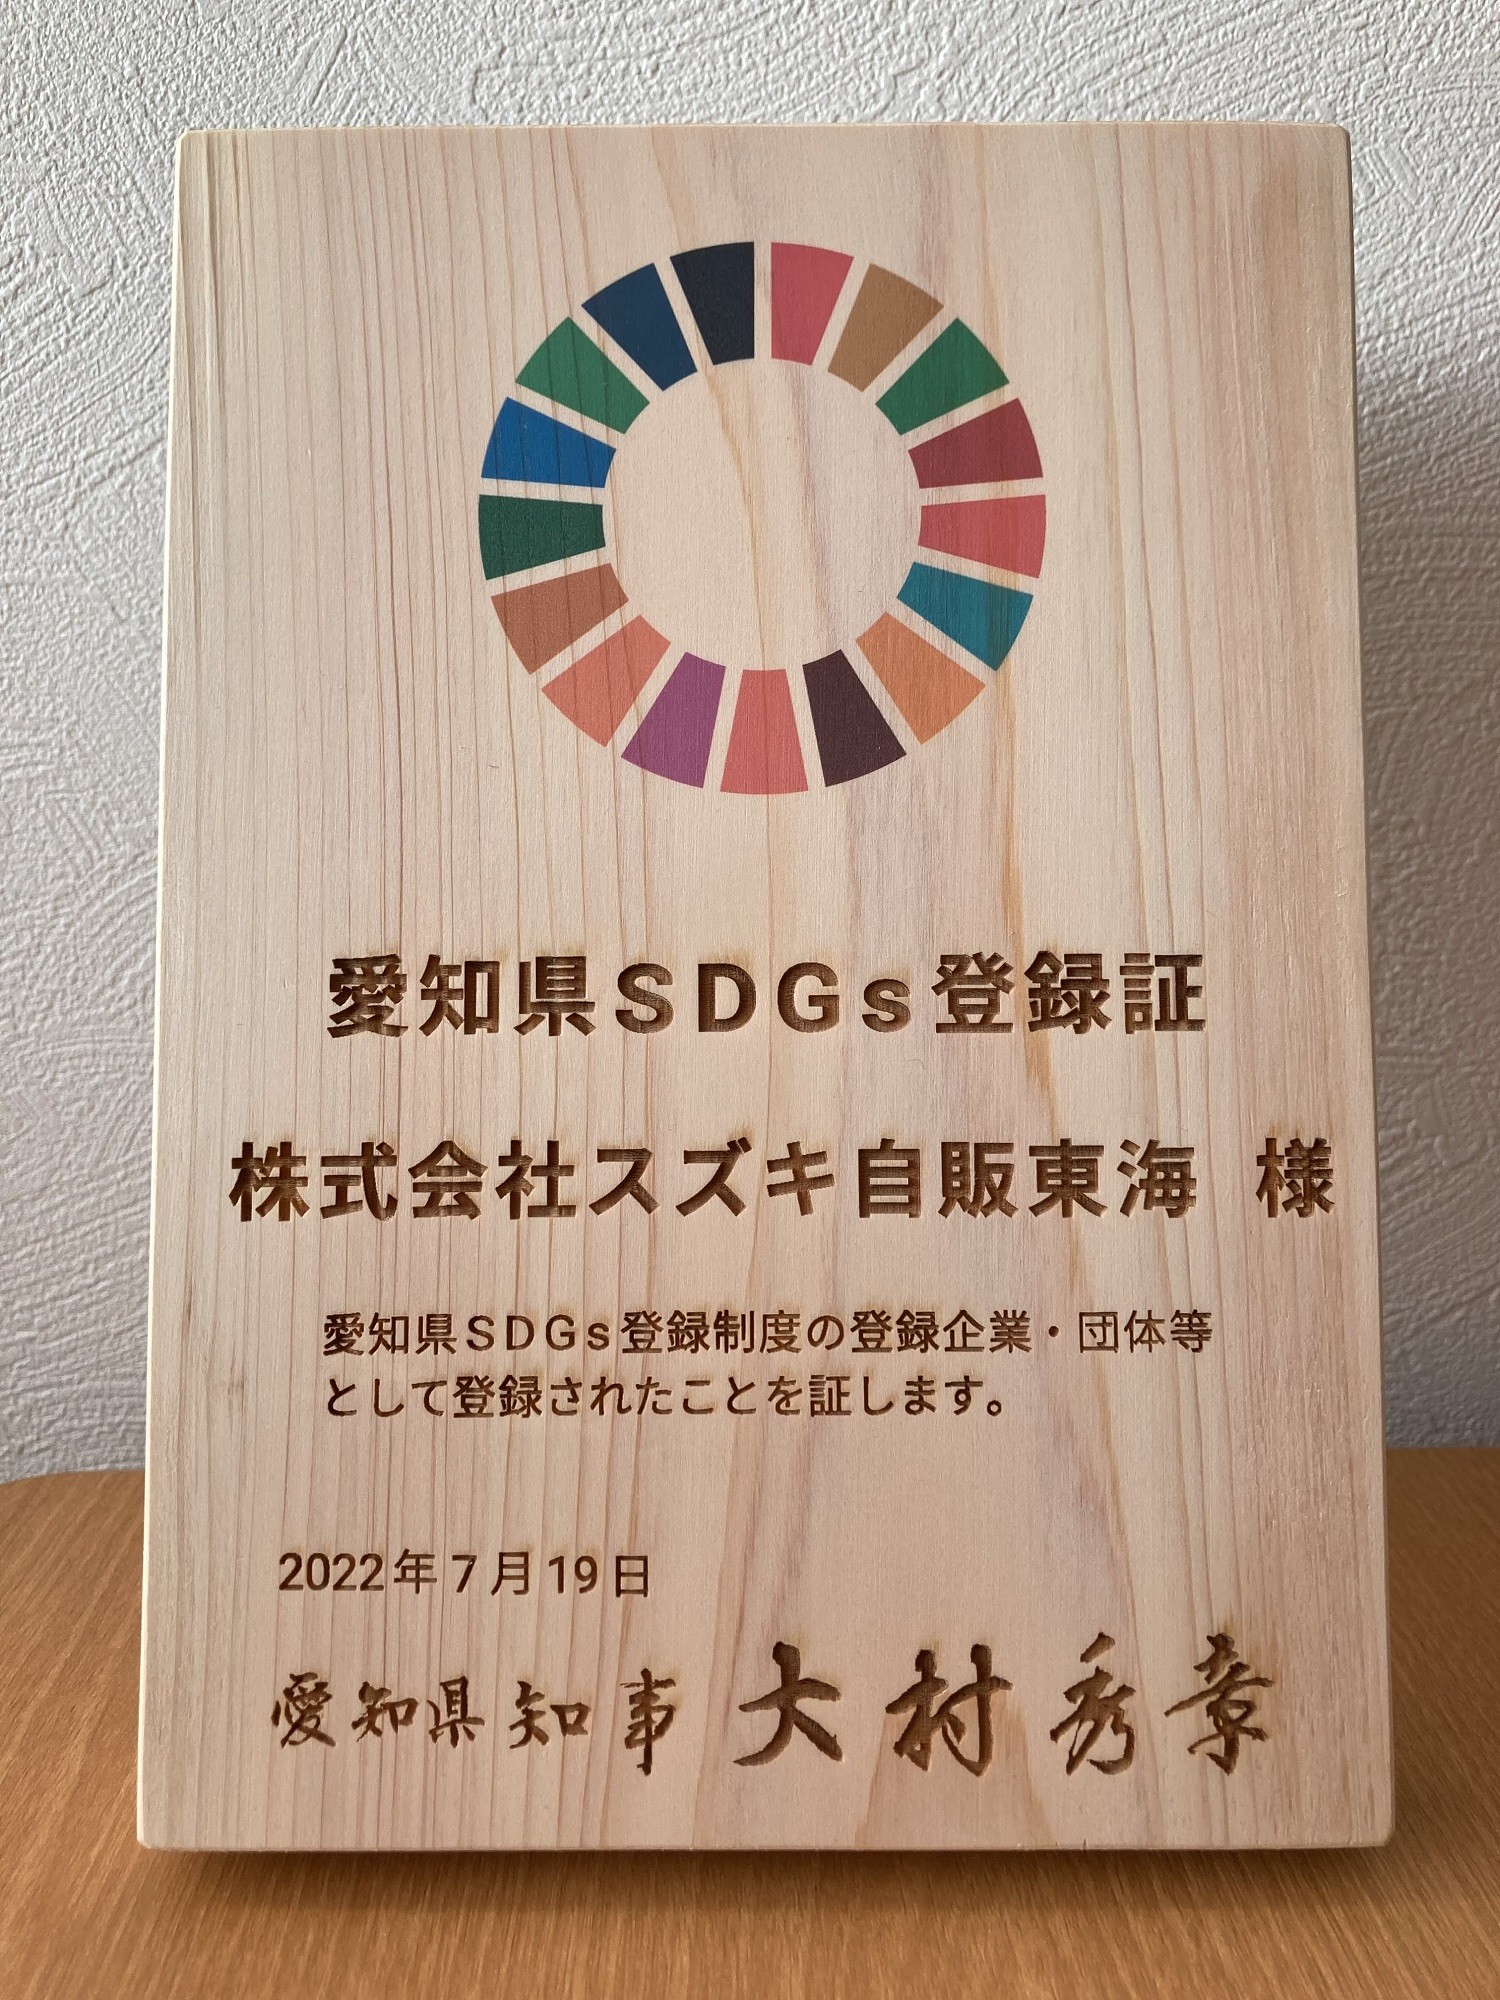 愛知県SDGs登録証
株式会社スズキ自販東海 様
愛知県SDGs登録制度の登録企業・団体等
として登録されたことを証します。
2022年7月19日
愛知県知事 大村秀章